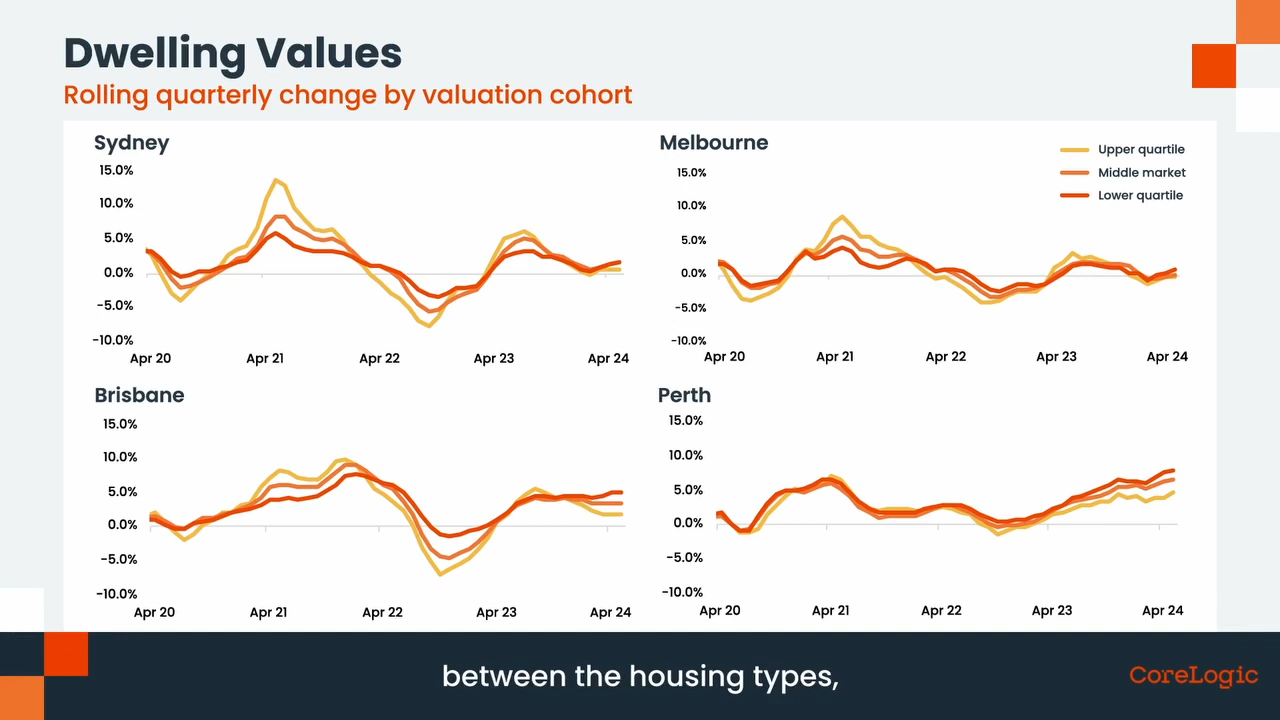 Dwelling Values
Rolling quarterly change by valuation cohort
Sydney
15.0%
10.0%
5.0%
0.0%
-5.0%
-10.0%
Apr 20 Apr 21 Apr 22 Apr 23 Apr 24
Melbourne
Upper quartile
Middle market
Lower quartile
15.0%
10.0%
5.0%
0.0%
-5.0%
-10.0%
Apr 20 Apr 21 Apr 22 Apr 23 Apr 24
Brisbane
15.0%
10.0%
5.0%
0.0%
-5.0%
-10.0%
Apr 20 Apr 21 Apr 22 Apr 23 Apr 24
Perth
15.0%
10.0%
5.0%
0.0%
-5.0%
-10.0%
Apr 20 Apr 21 Apr 22 Apr 23 Apr 24
between the housing types,
CoreLogic